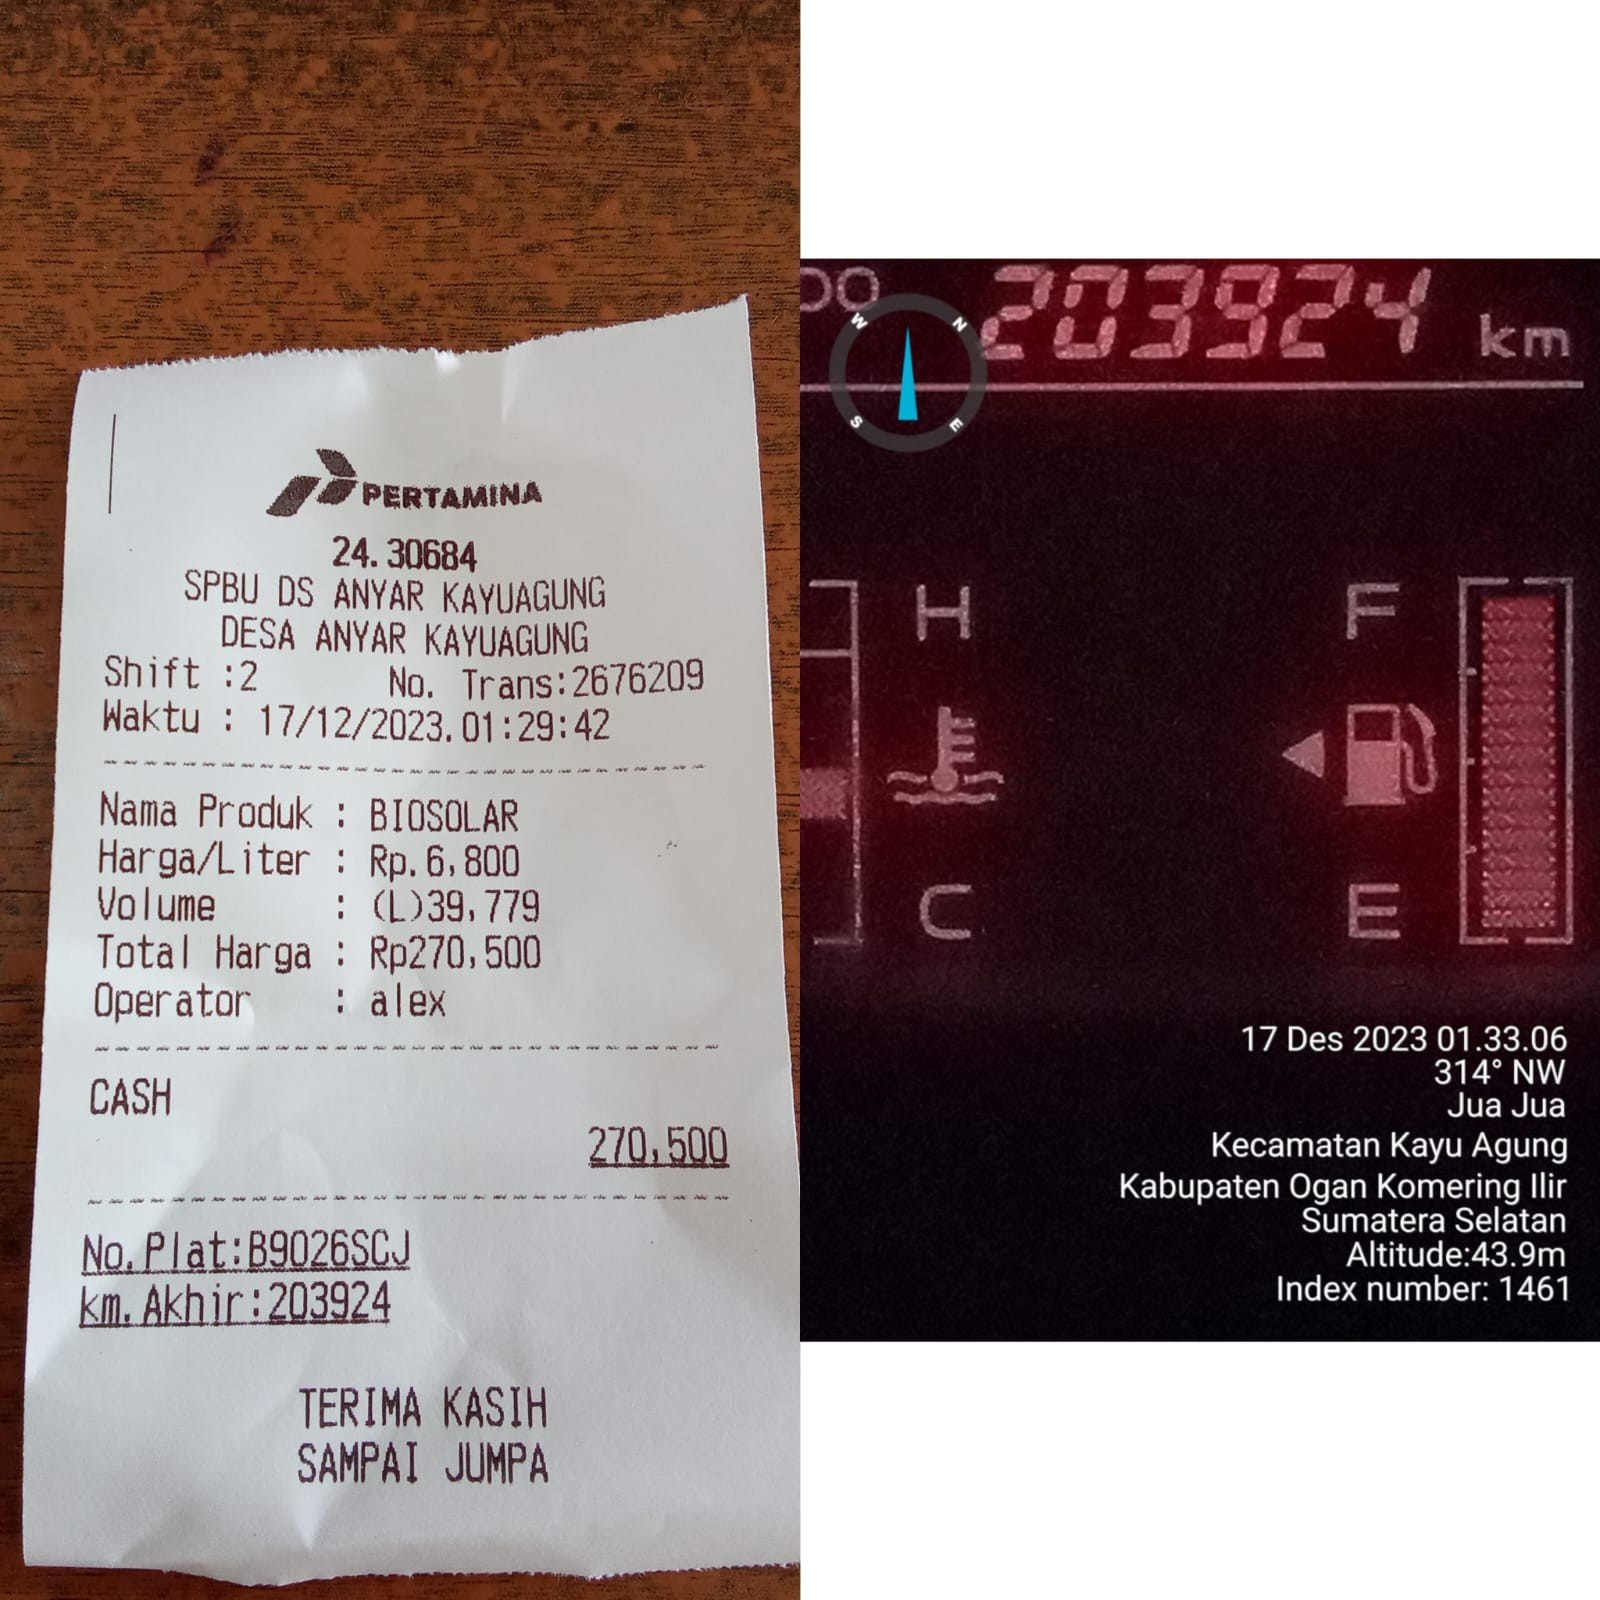 PERTAMINA
24.30684
SPBU DS ANYAR KAYUAGUNG
DESA ANYAR KAYUAGUNG
Shift :2 No. Trans:2676209
Waktu : 17/12/2023.01:29:42
Nama Produk : BIOSOLAR
Harga/Liter : Rp.6,800
Volume : (L)39,779
Total Harga : Rp270,500
Operator : alex
CASH
270,500
No.Plat:B9026SCJ
km.Akhir:203924
TERIMA KASIH
SAMPAI JUMPA
203924 km
W N
S E
H F
C E
17 Des 2023 01.33.06
314° NW
Jua Jua
Kecamatan Kayu Agung
Kabupaten Ogan Komering Ilir
Sumatera Selatan
Altitude:43.9m
Index number: 1461